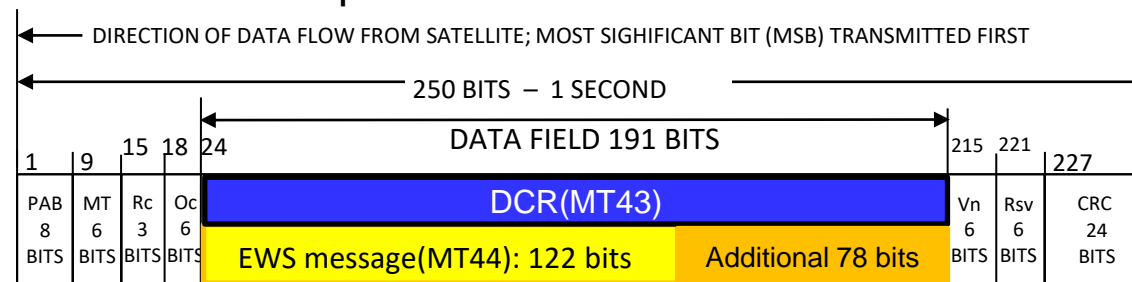 DIRECTION OF DATA FLOW FROM SATELLITE; MOST SIGHIFICANT BIT (MSB) TRANSMITTED FIRST
250 BITS – 1 SECOND
DATA FIELD 191 BITS
1 9 15 18 24 215 221 227
PAB MT Rc Oc DCR(MT43) Vn Rsv CRC
8 6 3 6 6 6 24
BITS BITS BITS BITS EWS message(MT44): 122 bits Additional 78 bits BITS BITS BITS